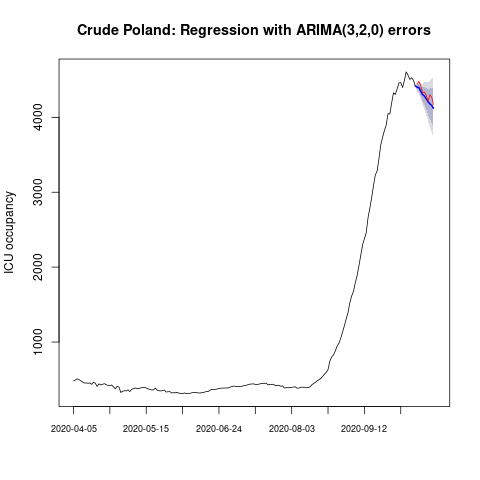 Crude Poland: Regression with ARIMA(3,2,0) errors
ICU occupancy
4000
3000
2000
1000
2020-04-05 2020-05-15 2020-06-24 2020-08-03 2020-09-12